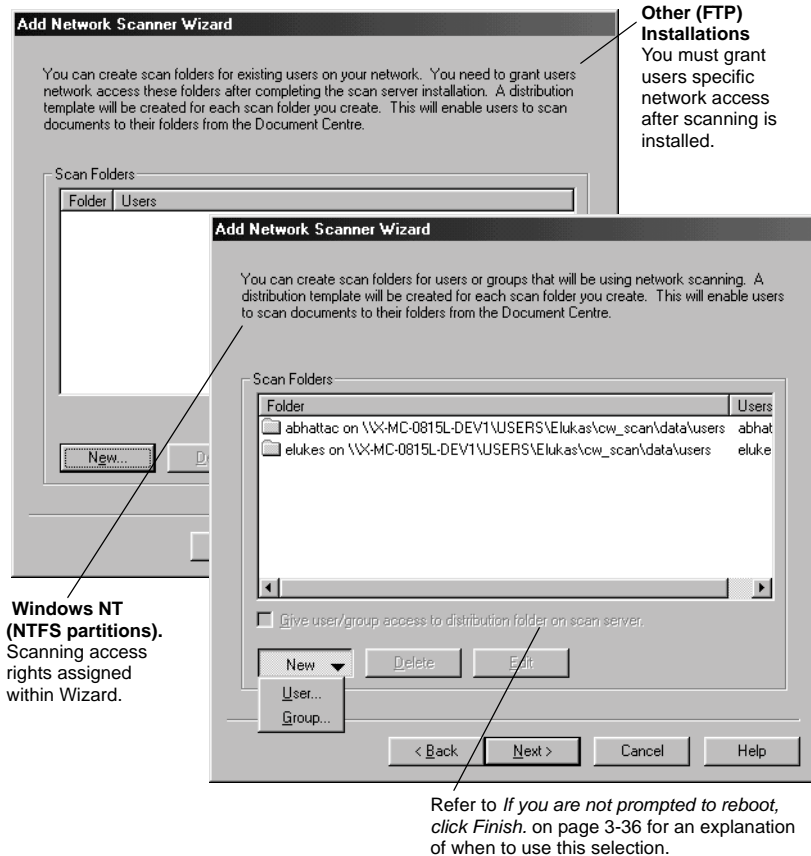 Other (FTP)
Installations
You must grant
users specific
network access
after scanning is
installed.
Add Network Scanner Wizard
You can create scan folders for existing users on your network. You need to grant users
network access these folders after completing the scan server installation. A distribution
template will be created for each scan folder you create. This will enable users to scan
documents to their folders from the Document Centre.
Scan Folders
Folder Users
New...
Add Network Scanner Wizard
You can create scan folders for users or groups that will be using network scanning. A
distribution template will be created for each scan folder you create. This will enable users
to scan documents to their folders from the Document Centre.
Scan Folders
Folder Users
abhattac on \\X-MC-0815L-DEV1\USERS\Elukas\cw_scan\data\users abhat
elukes on \\X-MC-0815L-DEV1\USERS\Elukas\cw_scan\data\users eluke
Give user/group access to distribution folder on scan server.
New Delete Edit
User...
Group...
< Back Next > Cancel Help
Windows NT
(NTFS partitions).
Scanning access
rights assigned
within Wizard.
Refer to If you are not prompted to reboot,
click Finish. on page 3-36 for an explanation
of when to use this selection.